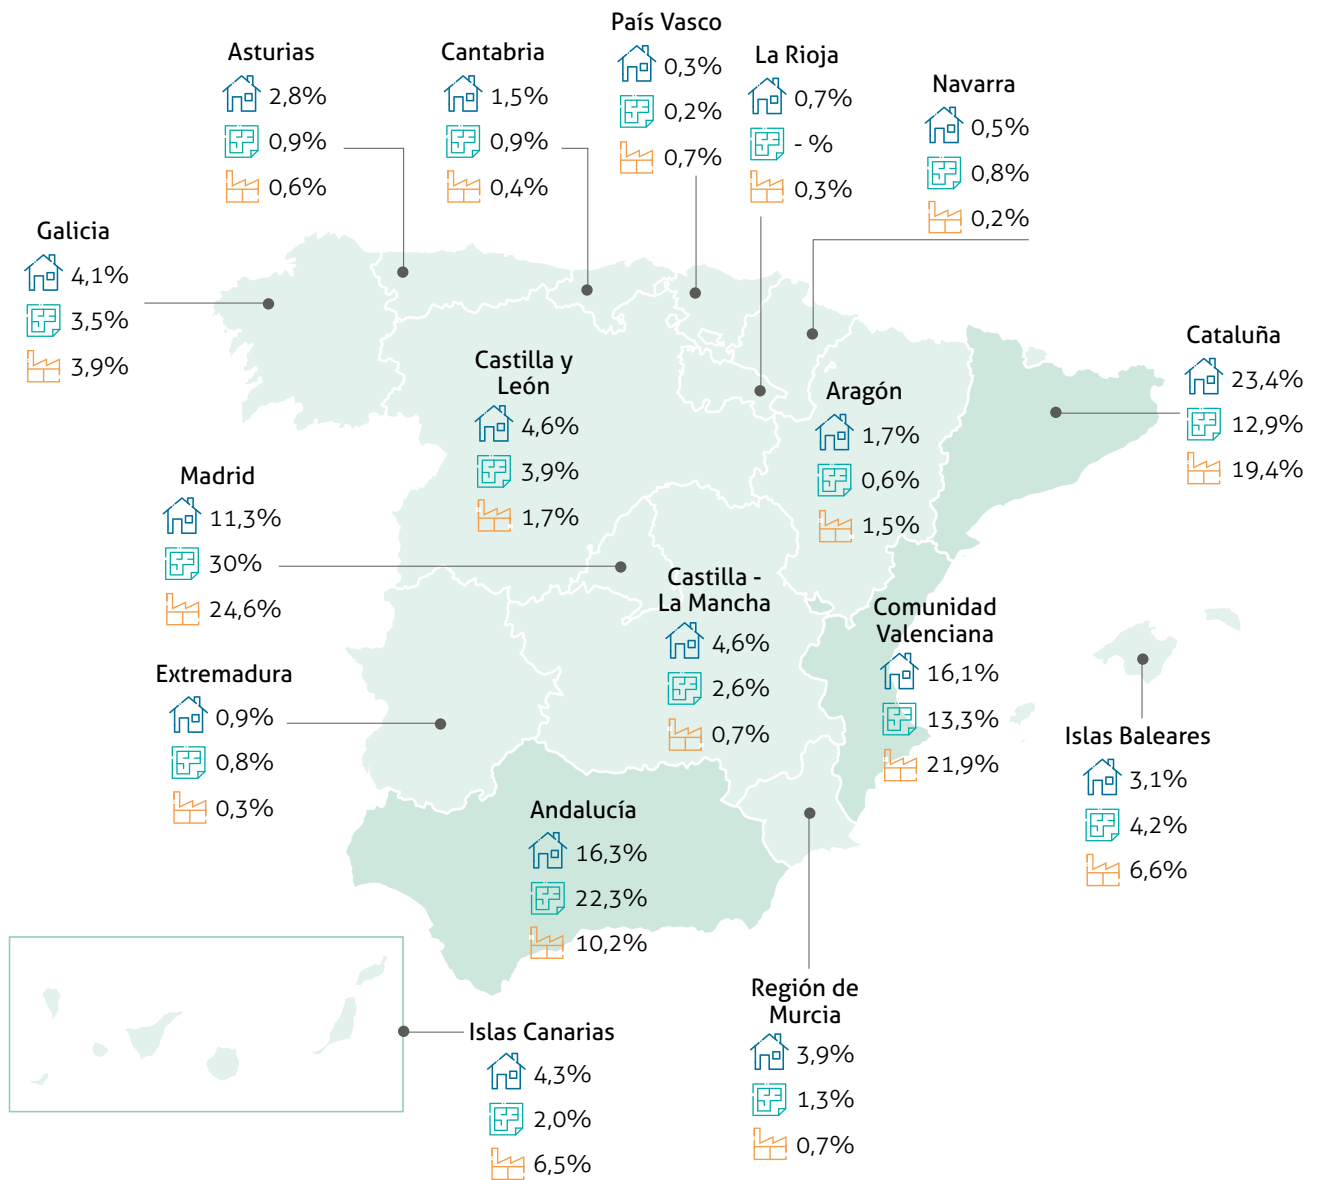 País Vasco
0,3%
0,2%
0,7%
Asturias
2,8%
0,9%
0,6%
Cantabria
1,5%
0,9%
0,4%
La Rioja
0,7%
- %
0,3%
Navarra
0,5%
0,8%
0,2%
Galicia
4,1%
3,5%
3,9%
Cataluña
23,4%
12,9%
19,4%
Castilla y
León
4,6%
3,9%
1,7%
Aragón
1,7%
0,6%
1,5%
Madrid
11,3%
30%
24,6%
Castilla -
La Mancha
4,6%
2,6%
0,7%
Comunidad
Valenciana
16,1%
13,3%
21,9%
Extremadura
0,9%
0,8%
0,3%
Islas Baleares
3,1%
4,2%
6,6%
Andalucía
16,3%
22,3%
10,2%
Región de
Murcia
3,9%
1,3%
0,7%
Islas Canarias
4,3%
2,0%
6,5%